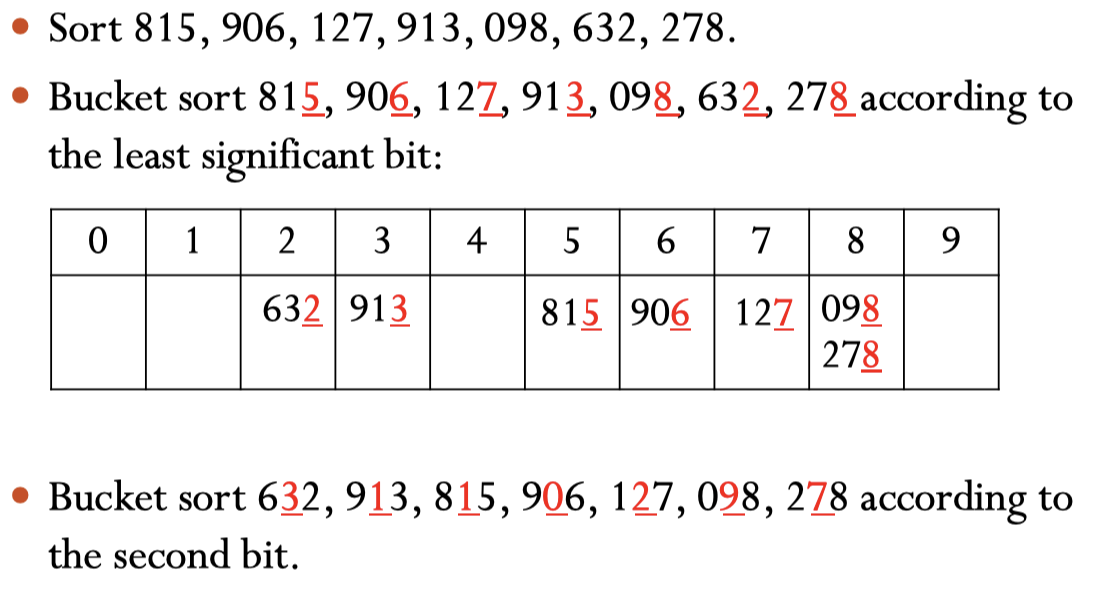 • Sort 815, 906, 127, 913, 098, 632, 278.
• Bucket sort 815, 906, 127, 913, 098, 632, 278 according to
the least significant bit:
0 1 2 3 4 5 6 7 8 9
632 913 815 906 127 098
278
• Bucket sort 632, 913, 815, 906, 127, 098, 278 according to
the second bit.